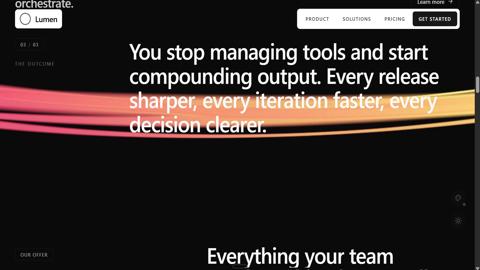 orchestrate.
Learn more
Lumen
PRODUCT
SOLUTIONS
PRICING
GET STARTED
03 / 03
THE OUTCOME
You stop managing tools and start
compounding output. Every release
sharper, every iteration faster, every
decision clearer.
OUR OFFER
Everything your team